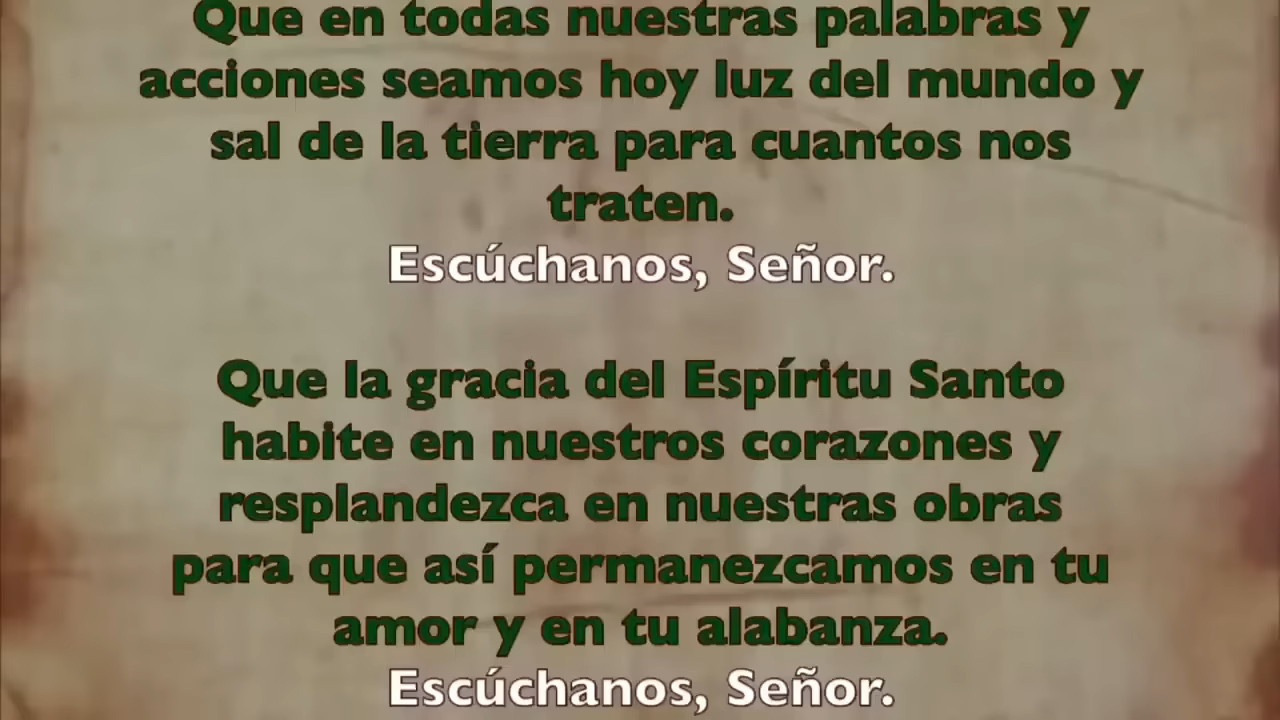 Que en todas nuestras palabras y
acciones seamos hoy luz del mundo y
sal de la tierra para cuantos nos
traten.
Escúchanos, Señor.
Que la gracia del Espíritu Santo
habite en nuestros corazones y
resplandezca en nuestras obras
para que así permanezcamos en tu
amor y en tu alabanza.
Escúchanos, Señor.